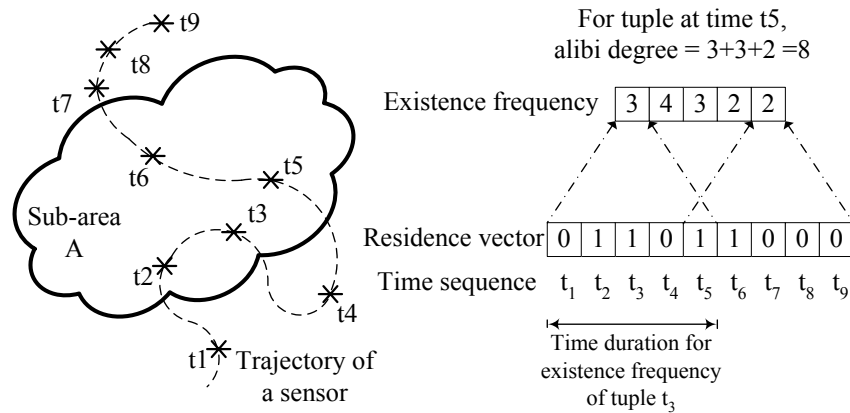 t9
t8
t7
t6
t5
Sub-area
A
t3
t2
t4
t1
Trajectory of
a sensor
For tuple at time t5,
alibi degree = 3+3+2 =8
Existence frequency 3 4 3 2 2
Residence vector 0 1 1 0 1 1 0 0 0
Time sequence t1 t2 t3 t4 t5 t6 t7 t8 t9
Time duration for
existence frequency
of tuple t3